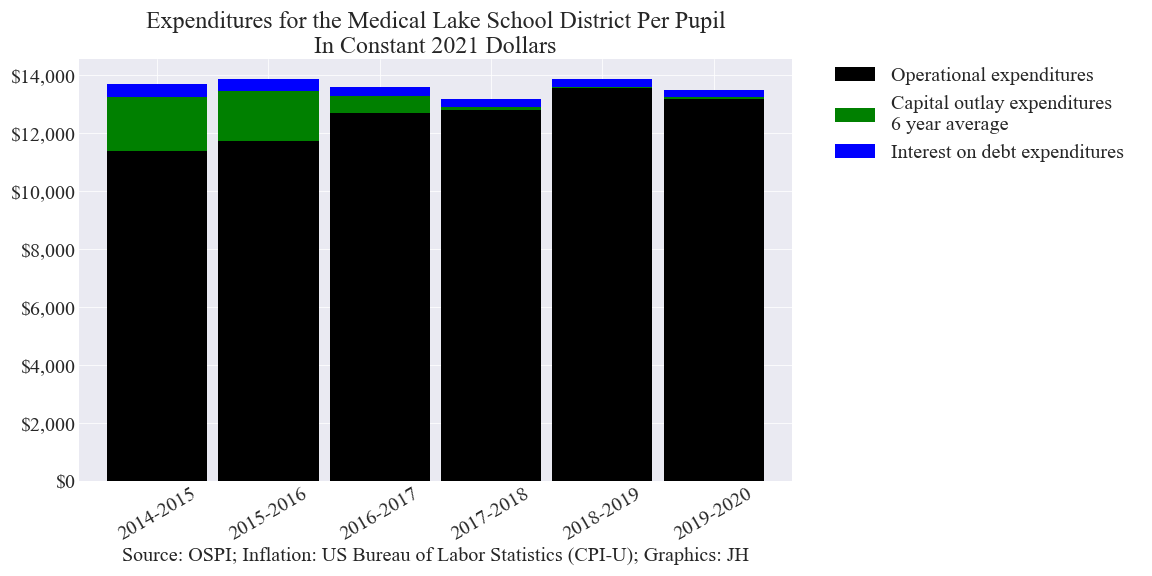 Expenditures for the Medical Lake School District Per Pupil
In Constant 2021 Dollars
$14,000
$12,000
$10,000
$8,000
$6,000
$4,000
$2,000
$0
2014-2015
2015-2016
2016-2017
2017-2018
2018-2019
2019-2020
Source: OSPI; Inflation: US Bureau of Labor Statistics (CPI-U); Graphics: JH
Operational expenditures
Capital outlay expenditures
6 year average
Interest on debt expenditures